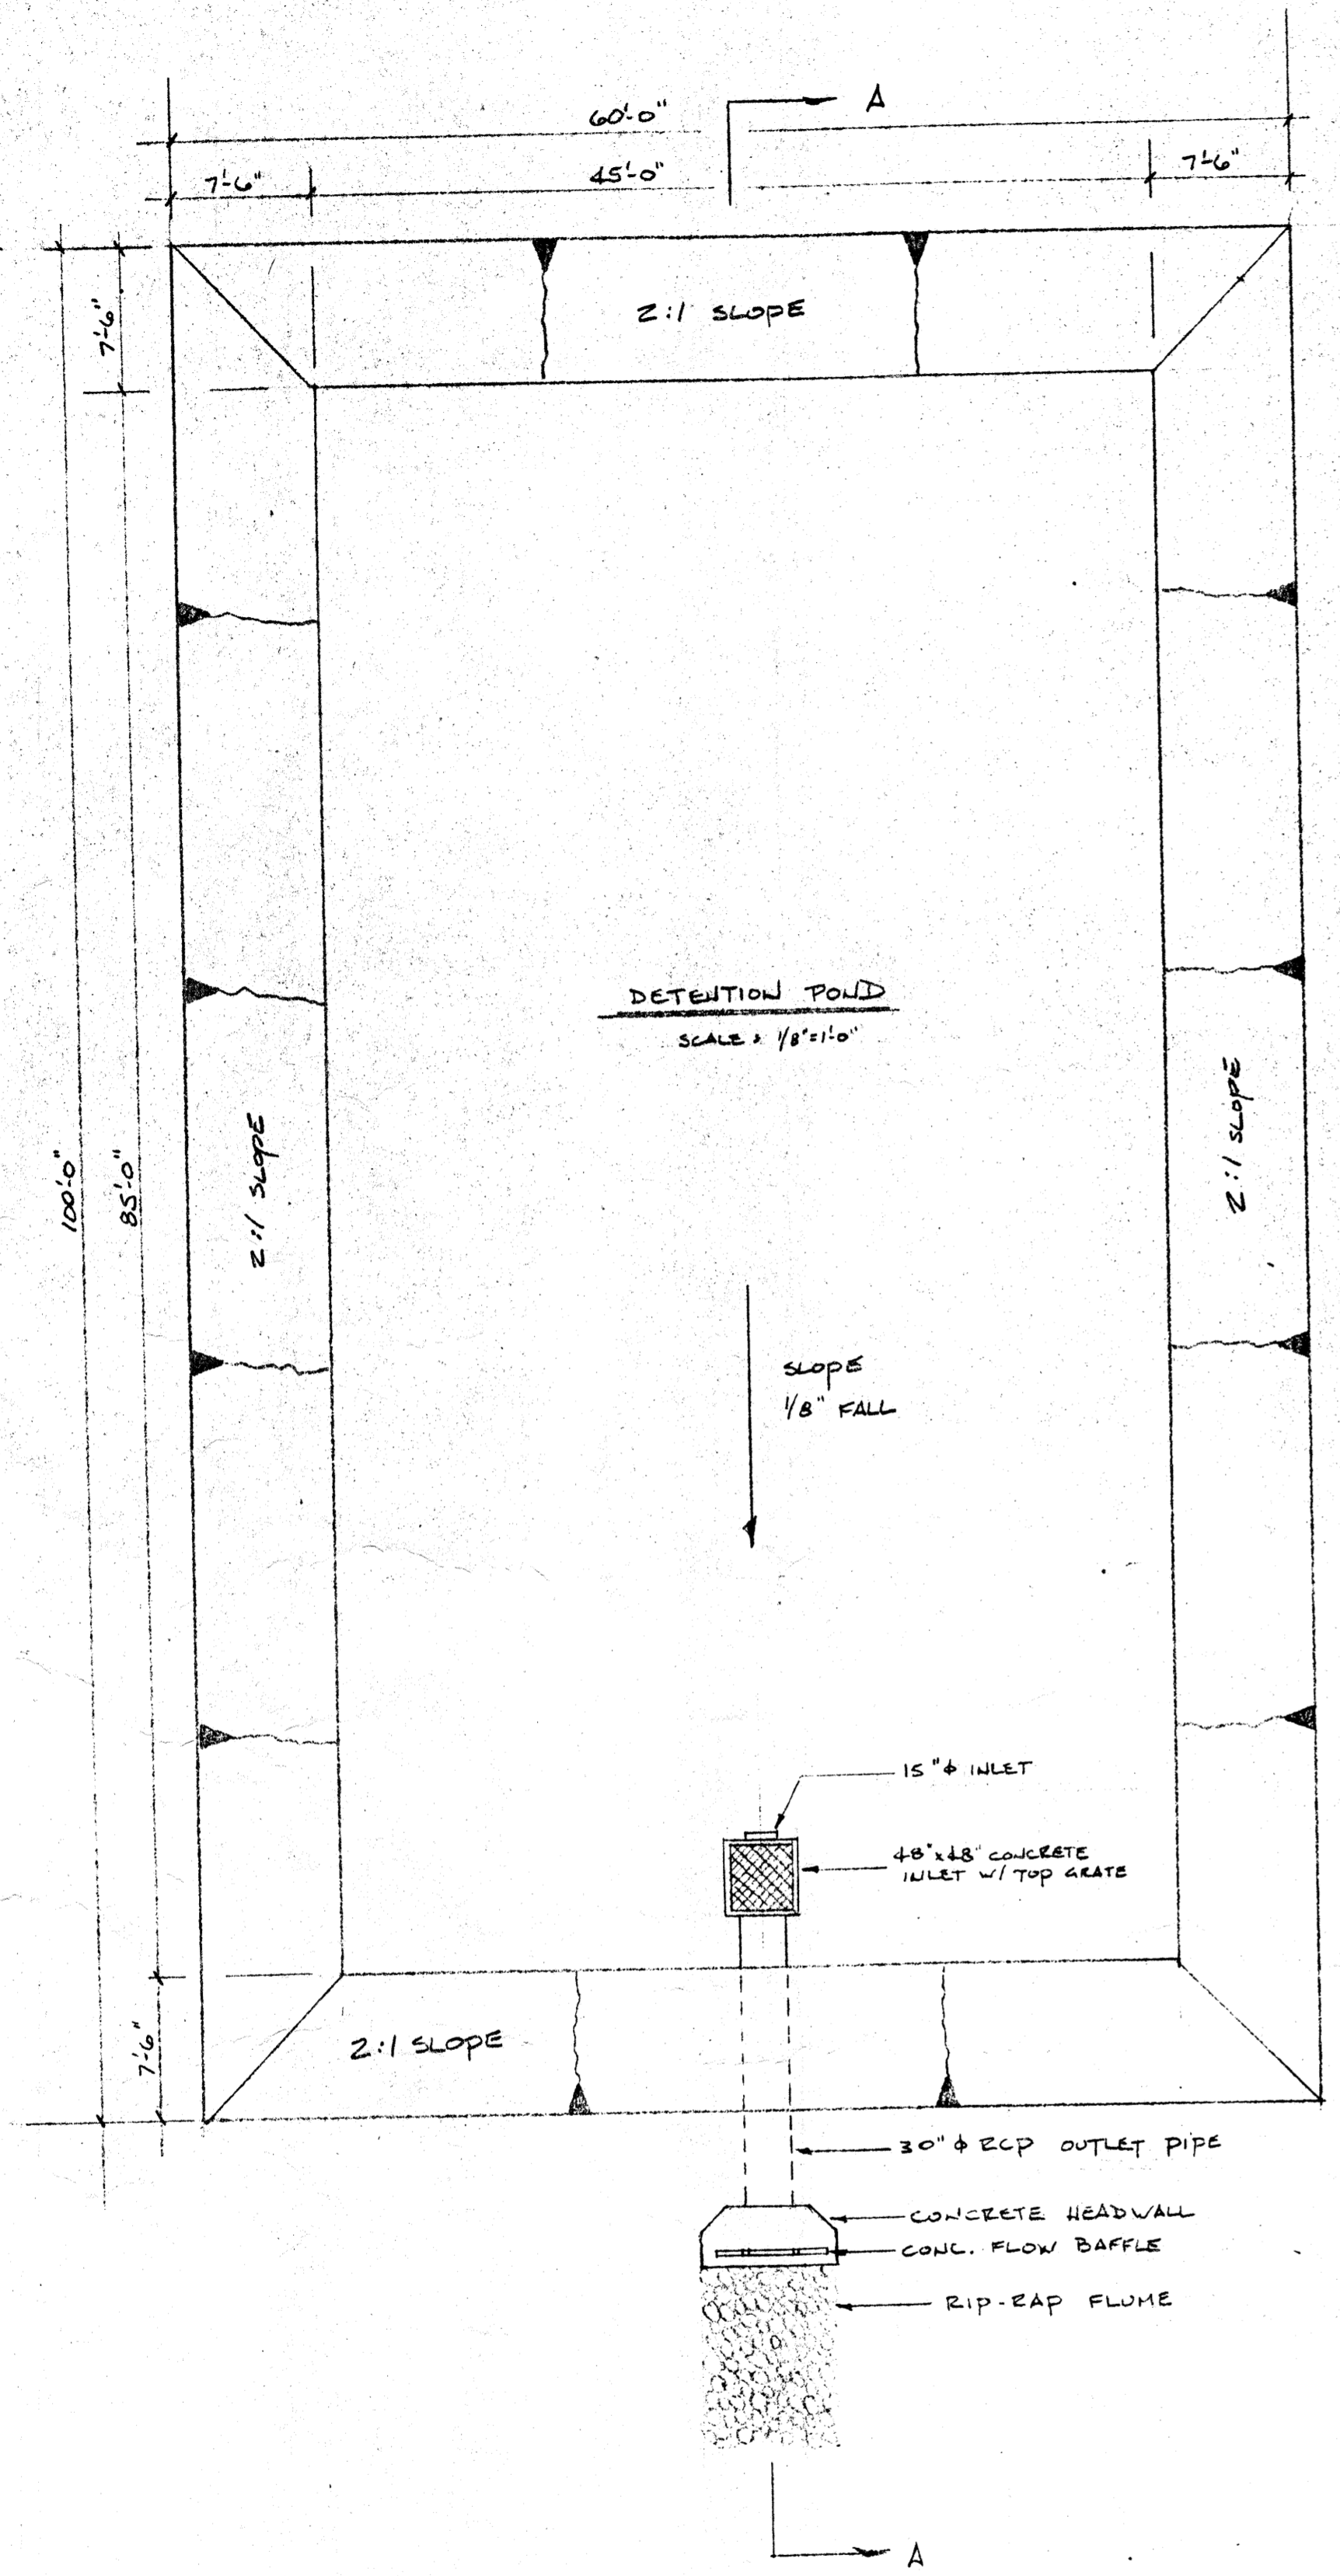 A
60'-0"
7'-6"
45'-0"
7'-6"
7'-6"
2:1 SLOPE
DETENTION POND
SCALE: 1/8"=1'-0"
100'-0"
85'-0"
2:1 SLOPE
2:1 SLOPE
SLOPE
1/8" FALL
15"ϕ INLET
48"x48" CONCRETE
INLET W/ TOP GRATE
7'-6"
2:1 SLOPE
30"ϕ RCP OUTLET PIPE
CONCRETE HEADWALL
CONC. FLOW BAFFLE
RIP-RAP FLUME
A